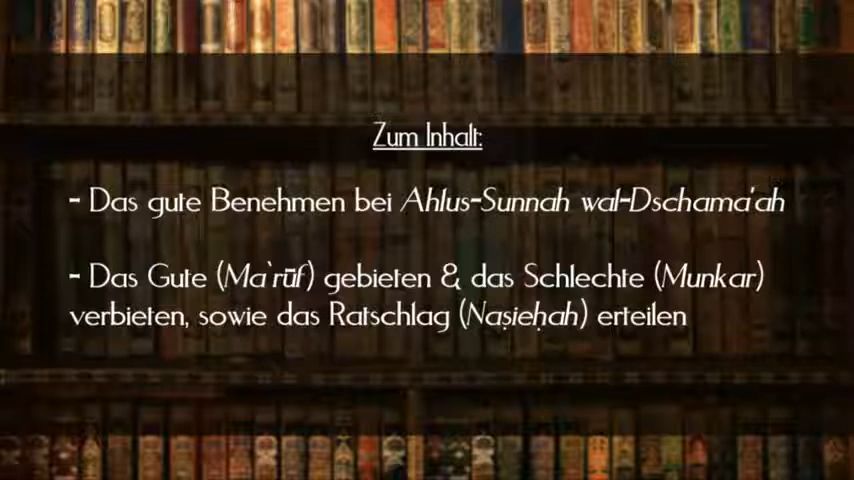 Zum Inhalt:
- Das gute Benehmen bei Ahlus-Sunnah wal-Dschama'ah
- Das Gute (Ma`rūf) gebieten & das Schlechte (Munkar)
verbieten, sowie das Ratschlag (Naṣieḥah) erteilen